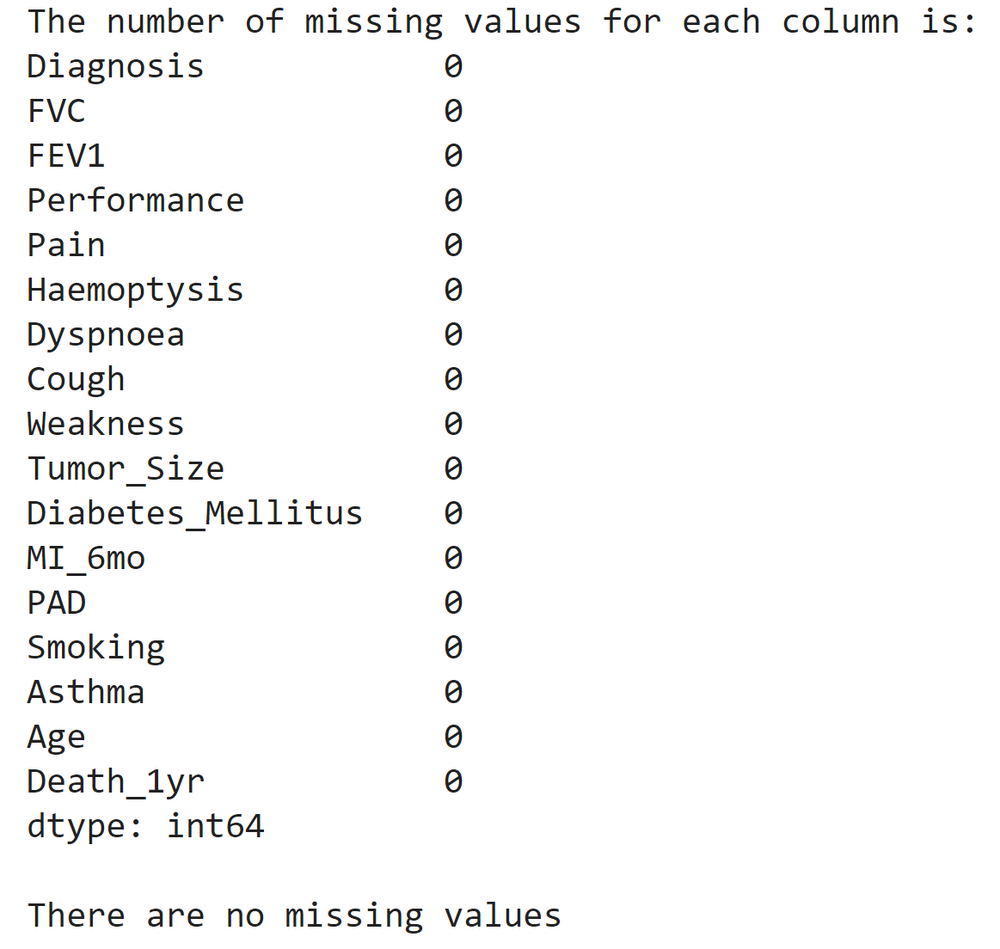 The number of missing values for each column is:
Diagnosis 0
FVC 0
FEV1 0
Performance 0
Pain 0
Haemoptysis 0
Dyspnoea 0
Cough 0
Weakness 0
Tumor_Size 0
Diabetes_Mellitus 0
MI_6mo 0
PAD 0
Smoking 0
Asthma 0
Age 0
Death_1yr 0
dtype: int64
There are no missing values